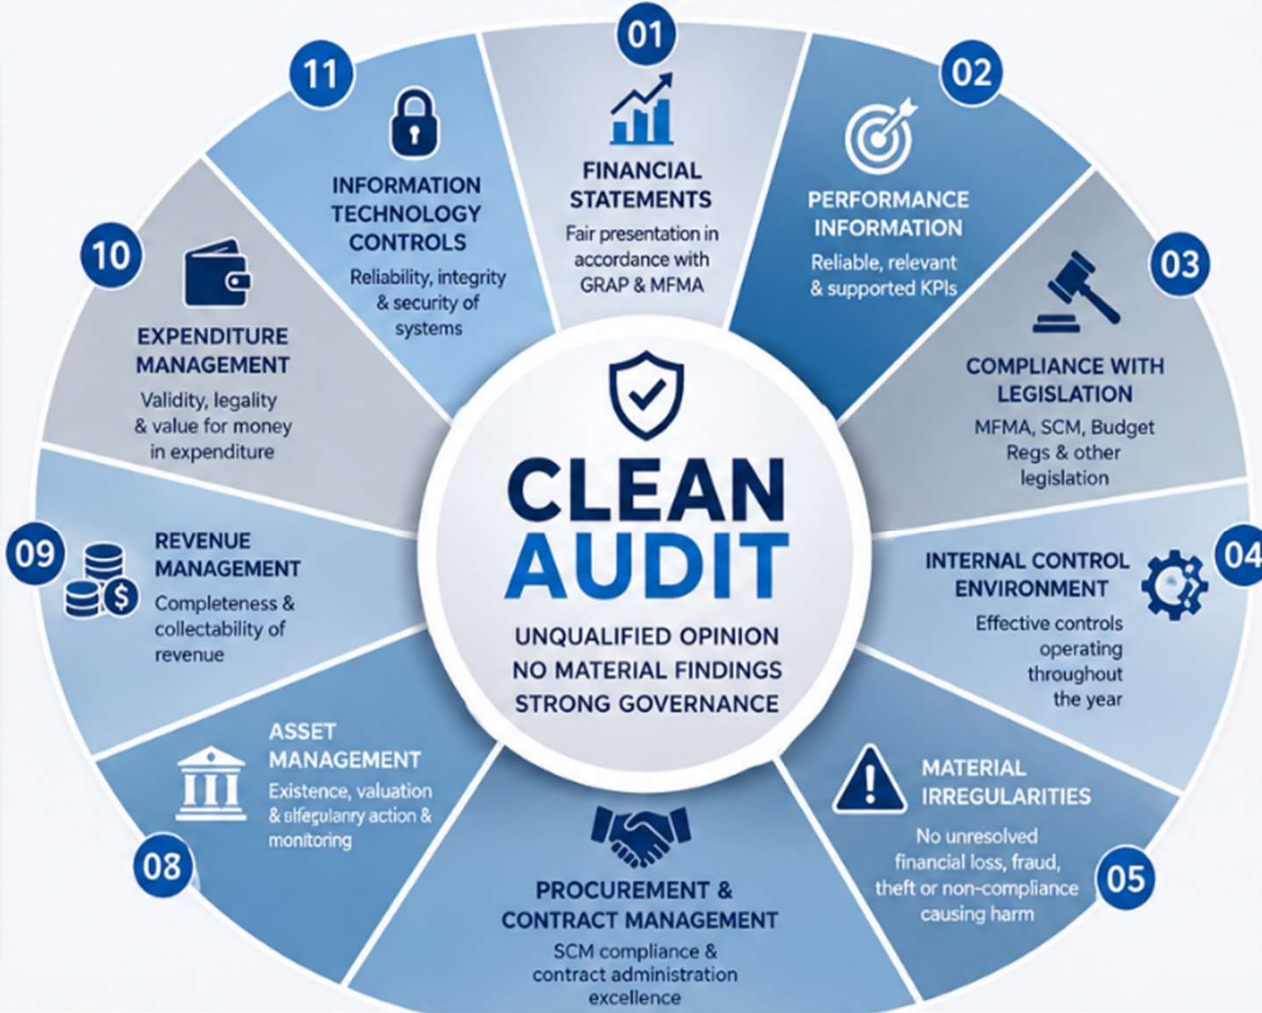 01
FINANCIAL
STATEMENTS
Fair presentation in
accordance with
GRAP & MFMA
02
PERFORMANCE
INFORMATION
Reliable, relevant
& supported KPIs
03
COMPLIANCE WITH
LEGISLATION
MFMA, SCM, Budget
Regs & other
legislation
04
INTERNAL CONTROL
ENVIRONMENT
Effective controls
operating
throughout
the year
05
MATERIAL
IRREGULARITIES
No unresolved
financial loss, fraud,
theft or non-compliance
causing harm
PROCUREMENT &
CONTRACT MANAGEMENT
SCM compliance &
contract administration
excellence
08
ASSET
MANAGEMENT
Existence, valuation
& action &
monitoring
09
$
REVENUE
MANAGEMENT
Completeness &
collectability of
revenue
10
EXPENDITURE
MANAGEMENT
Validity, legality
& value for money
in expenditure
11
INFORMATION
TECHNOLOGY
CONTROLS
Reliability, integrity
& security of
systems
CLEAN
AUDIT
UNQUALIFIED OPINION
NO MATERIAL FINDINGS
STRONG GOVERNANCE